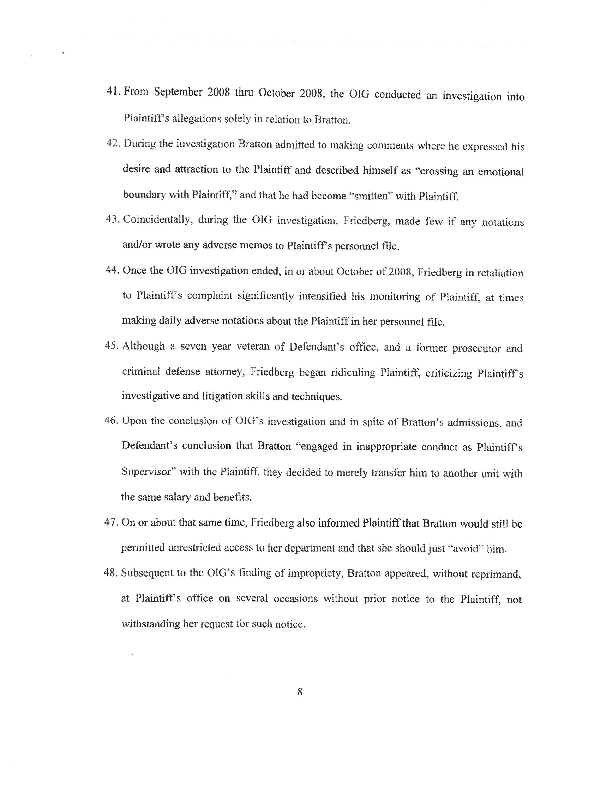 41. From September 2008 thru October 2008, the OIG conducted an investigation into
Plaintiff's allegations solely in relation to Bratton.
42. During the investigation Bratton admitted to making comments where he expressed his
desire and attraction to the Plaintiff and described himself as "crossing an emotional
boundary with Plaintiff," and that he had become "smitten" with Plaintiff.
43. Coincidentally, during the OIG investigation, Friedberg, made few if any notations
and/or wrote any adverse memos to Plaintiff's personnel file.
44. Once the OIG investigation ended, in or about October of 2008, Friedberg in retaliation
to Plaintiff's complaint significantly intensified his monitoring of Plaintiff, at times
making daily adverse notations about the Plaintiff in her personnel file.
45. Although a seven year veteran of Defendant's office, and a former prosecutor and
criminal defense attorney, Friedberg began ridiculing Plaintiff, criticizing Plaintiff's
investigative and litigation skills and techniques.
46. Upon the conclusion of OIG's investigation and in spite of Bratton's admissions, and
Defendant's conclusion that Bratton "engaged in inappropriate conduct as Plaintiff's
Supervisor" with the Plaintiff, they decided to merely transfer him to another unit with
the same salary and benefits.
47. On or about that same time, Friedberg also informed Plaintiff that Bratton would still be
permitted unrestricted access to her department and that she should just "avoid" him.
48. Subsequent to the OIG's finding of impropriety, Bratton appeared, without reprimand,
at Plaintiff's office on several occasions without prior notice to the Plaintiff, not
withstanding her request for such notice.
8